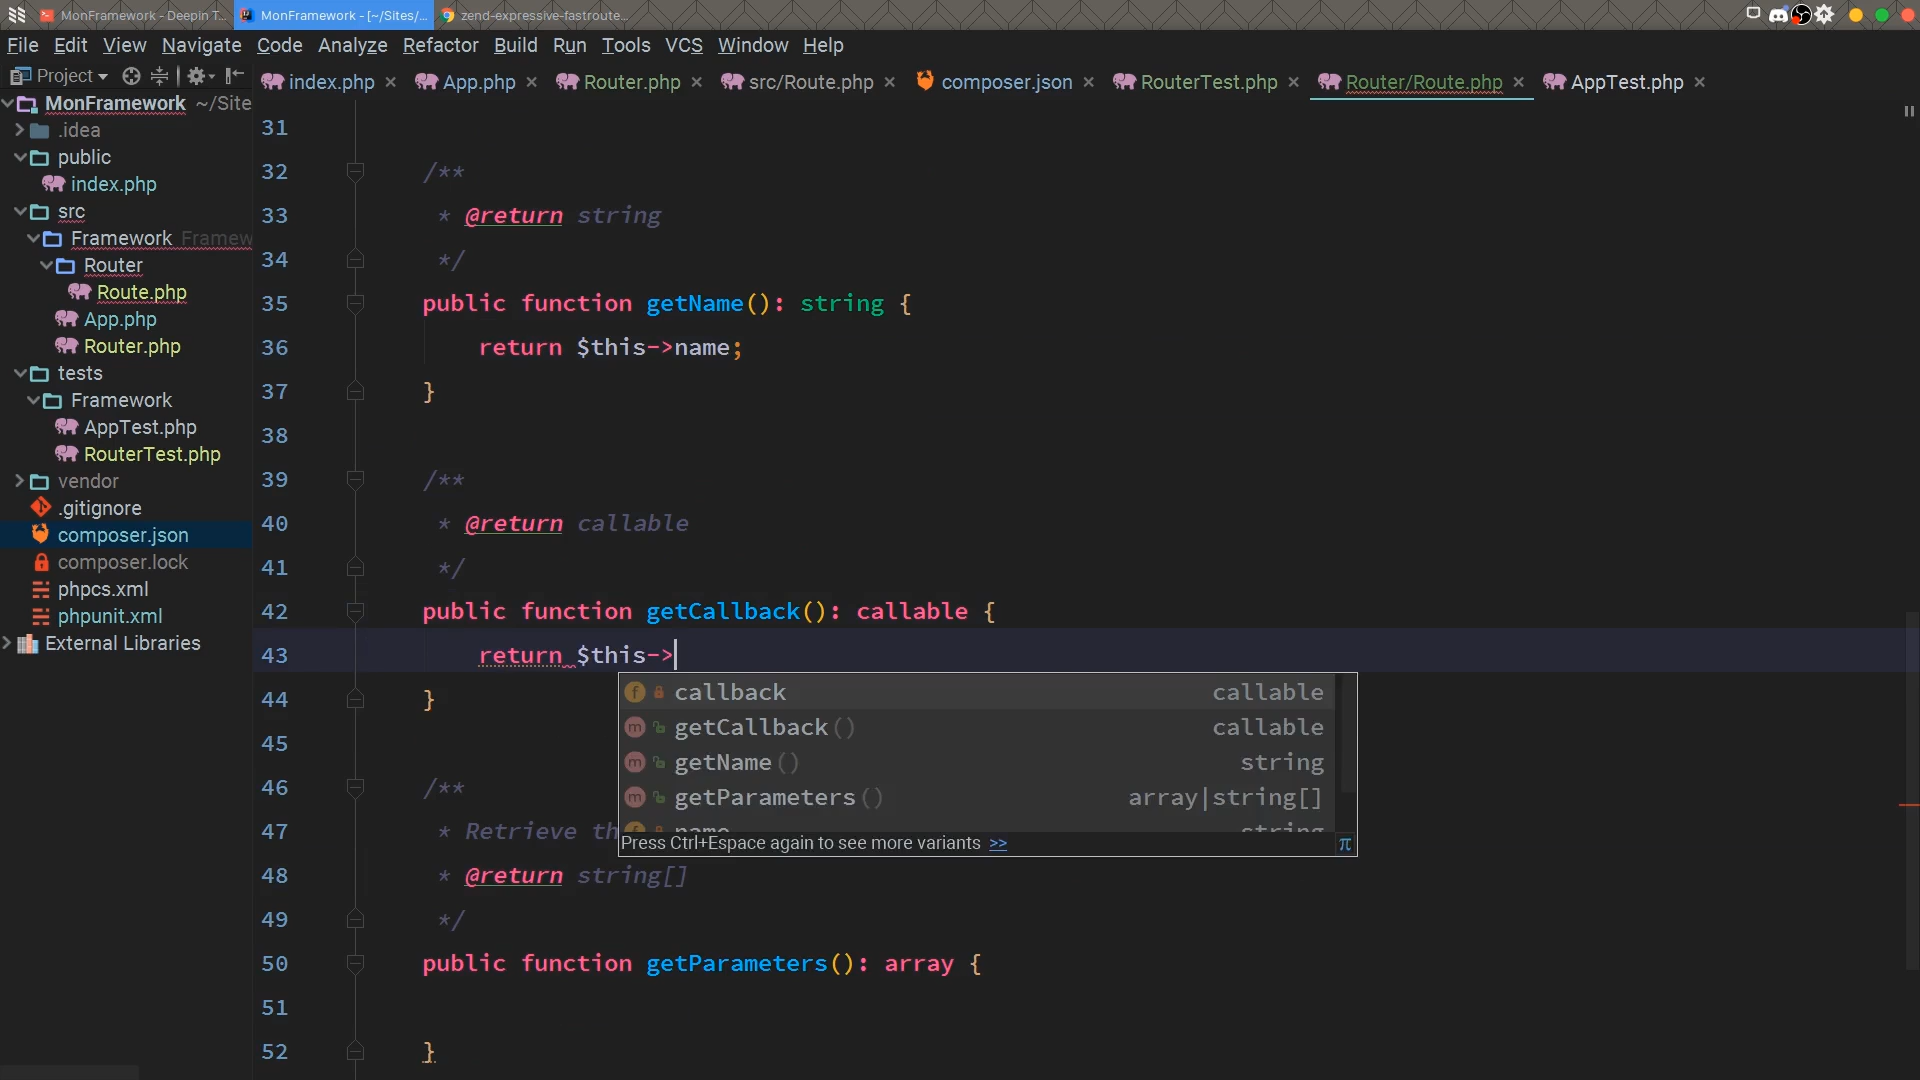 MonFramework - Deepin T...
MonFramework - [~/Sites/...
zend-expressive-fastroute...
File Edit View Navigate Code Analyze Refactor Build Run Tools VCS Window Help
Project
index.php
App.php
Router.php
src/Route.php
composer.json
RouterTest.php
Router/Route.php
AppTest.php
MonFramework ~/Site
.idea
public
index.php
src
Framework Framew
Router
Route.php
App.php
Router.php
tests
Framework
AppTest.php
RouterTest.php
vendor
.gitignore
composer.json
composer.lock
phpcs.xml
phpunit.xml
External Libraries
31
32 /**
33 * @return string
34 */
35 public function getName(): string {
36 return $this->name;
37 }
38
39 /**
40 * @return callable
41 */
42 public function getCallback(): callable {
43 return $this->
44 }
45
46 /**
47 * Retrieve th
48 * @return string[]
49 */
50 public function getParameters(): array {
51
52 }
callback callable
getCallback() callable
getName() string
getParameters() array|string[]
name string
Press Ctrl+Espace again to see more variants >>
π